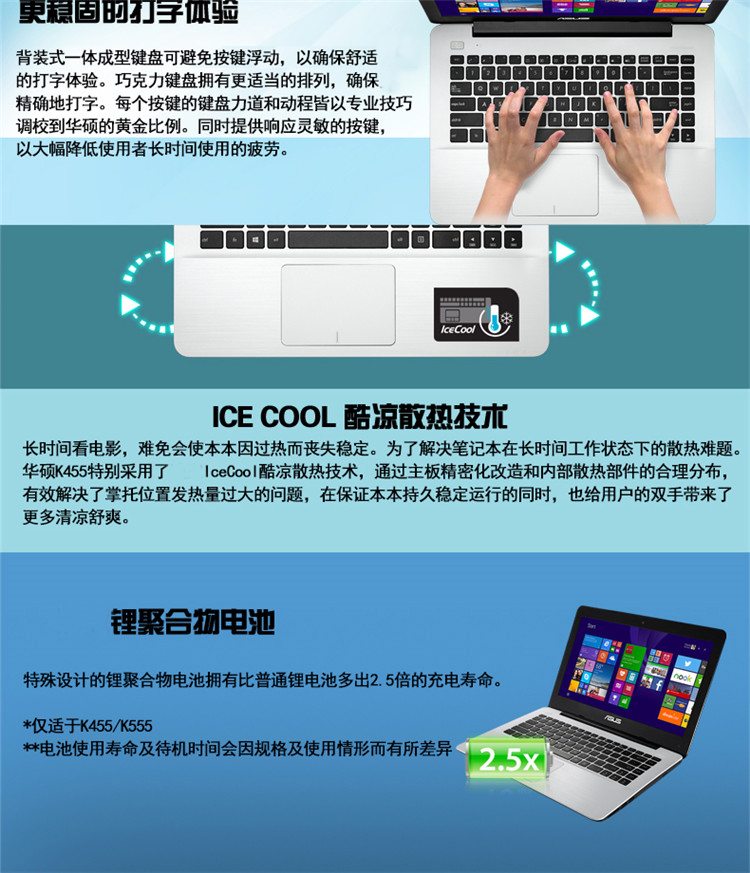 更稳固的打字体验
背装式一体成型键盘可避免按键浮动，以确保舒适
的打字体验。巧克力键盘拥有更适当的排列，确保
精确地打字。每个按键的键盘力道和动程皆以专业技巧
调校到华硕的黄金比例。同时提供响应灵敏的按键，
以大幅降低使用者长时间使用的疲劳。
IceCool
ICE COOL 酷凉散热技术
长时间看电影，难免会使本本因过热而丧失稳定。为了解决笔记本在长时间工作状态下的散热难题。
华硕K455特别采用了 IceCool酷凉散热技术，通过主板精密化改造和内部散热部件的合理分布，
有效解决了掌托位置发热量过大的问题，在保证本本持久稳定运行的同时，也给用户的双手带来了
更多清凉舒爽。
锂聚合物电池
特殊设计的锂聚合物电池拥有比普通锂电池多出2.5倍的充电寿命。
*仅适于K455/K555
**电池使用寿命及待机时间会因规格及使用情形而有所差异
Start
nook
ASUS
2.5x